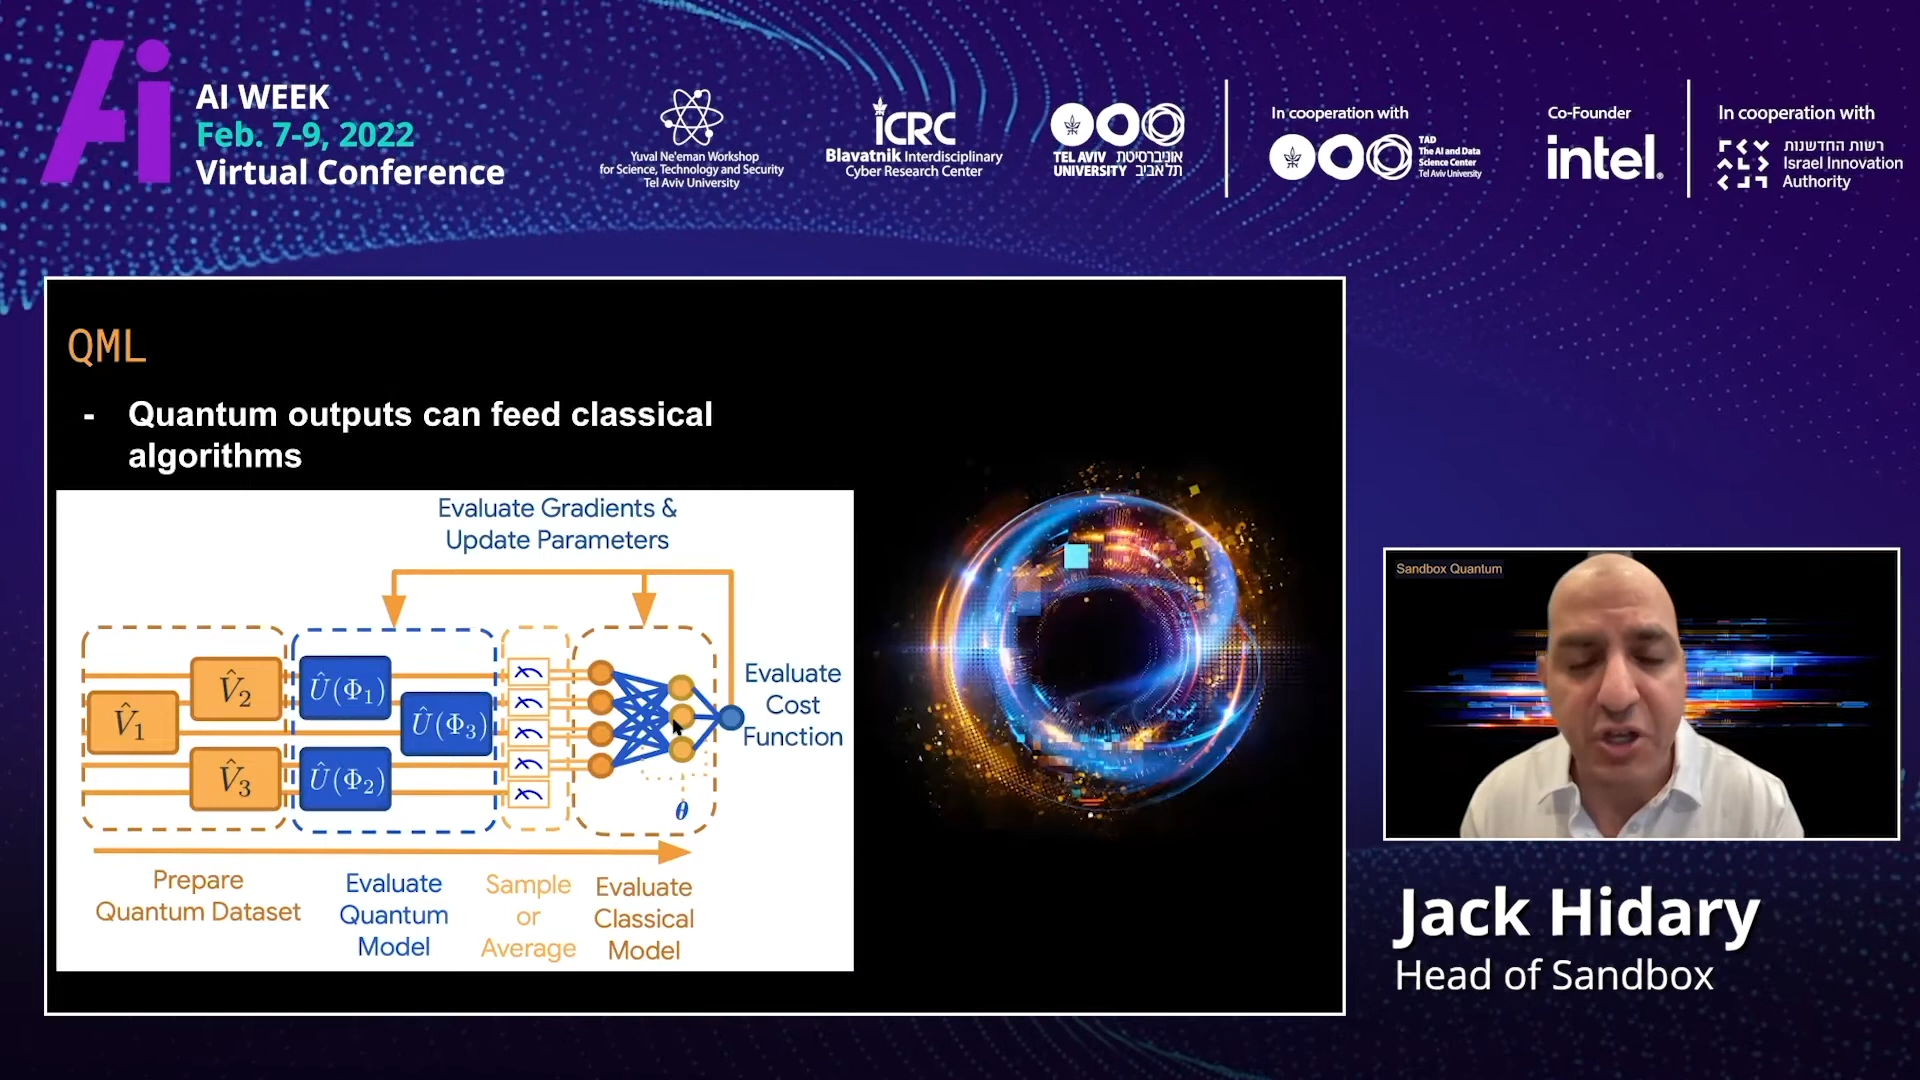 Ai
AI WEEK
Feb. 7-9, 2022
Virtual Conference
Yuval Ne'eman Workshop
for Science, Technology and Security
Tel Aviv University
iCRC
Blavatnik Interdisciplinary
Cyber Research Center
TEL AVIV אוניברסיטת
UNIVERSITY תל אביב
In cooperation with
TAD
The AI and Data
Science Center
Tel Aviv University
Co-Founder
intel.
In cooperation with
רשות החדשנות
Israel Innovation
Authority
QML
- Quantum outputs can feed classical
algorithms
Evaluate Gradients &
Update Parameters
V̂₁
V̂₂
V̂₃
Û(Φ₁)
Û(Φ₂)
Û(Φ₃)
θ
Evaluate
Cost
Function
Prepare
Quantum Dataset
Evaluate
Quantum
Model
Sample
or
Average
Evaluate
Classical
Model
Sandbox Quantum
Jack Hidary
Head of Sandbox